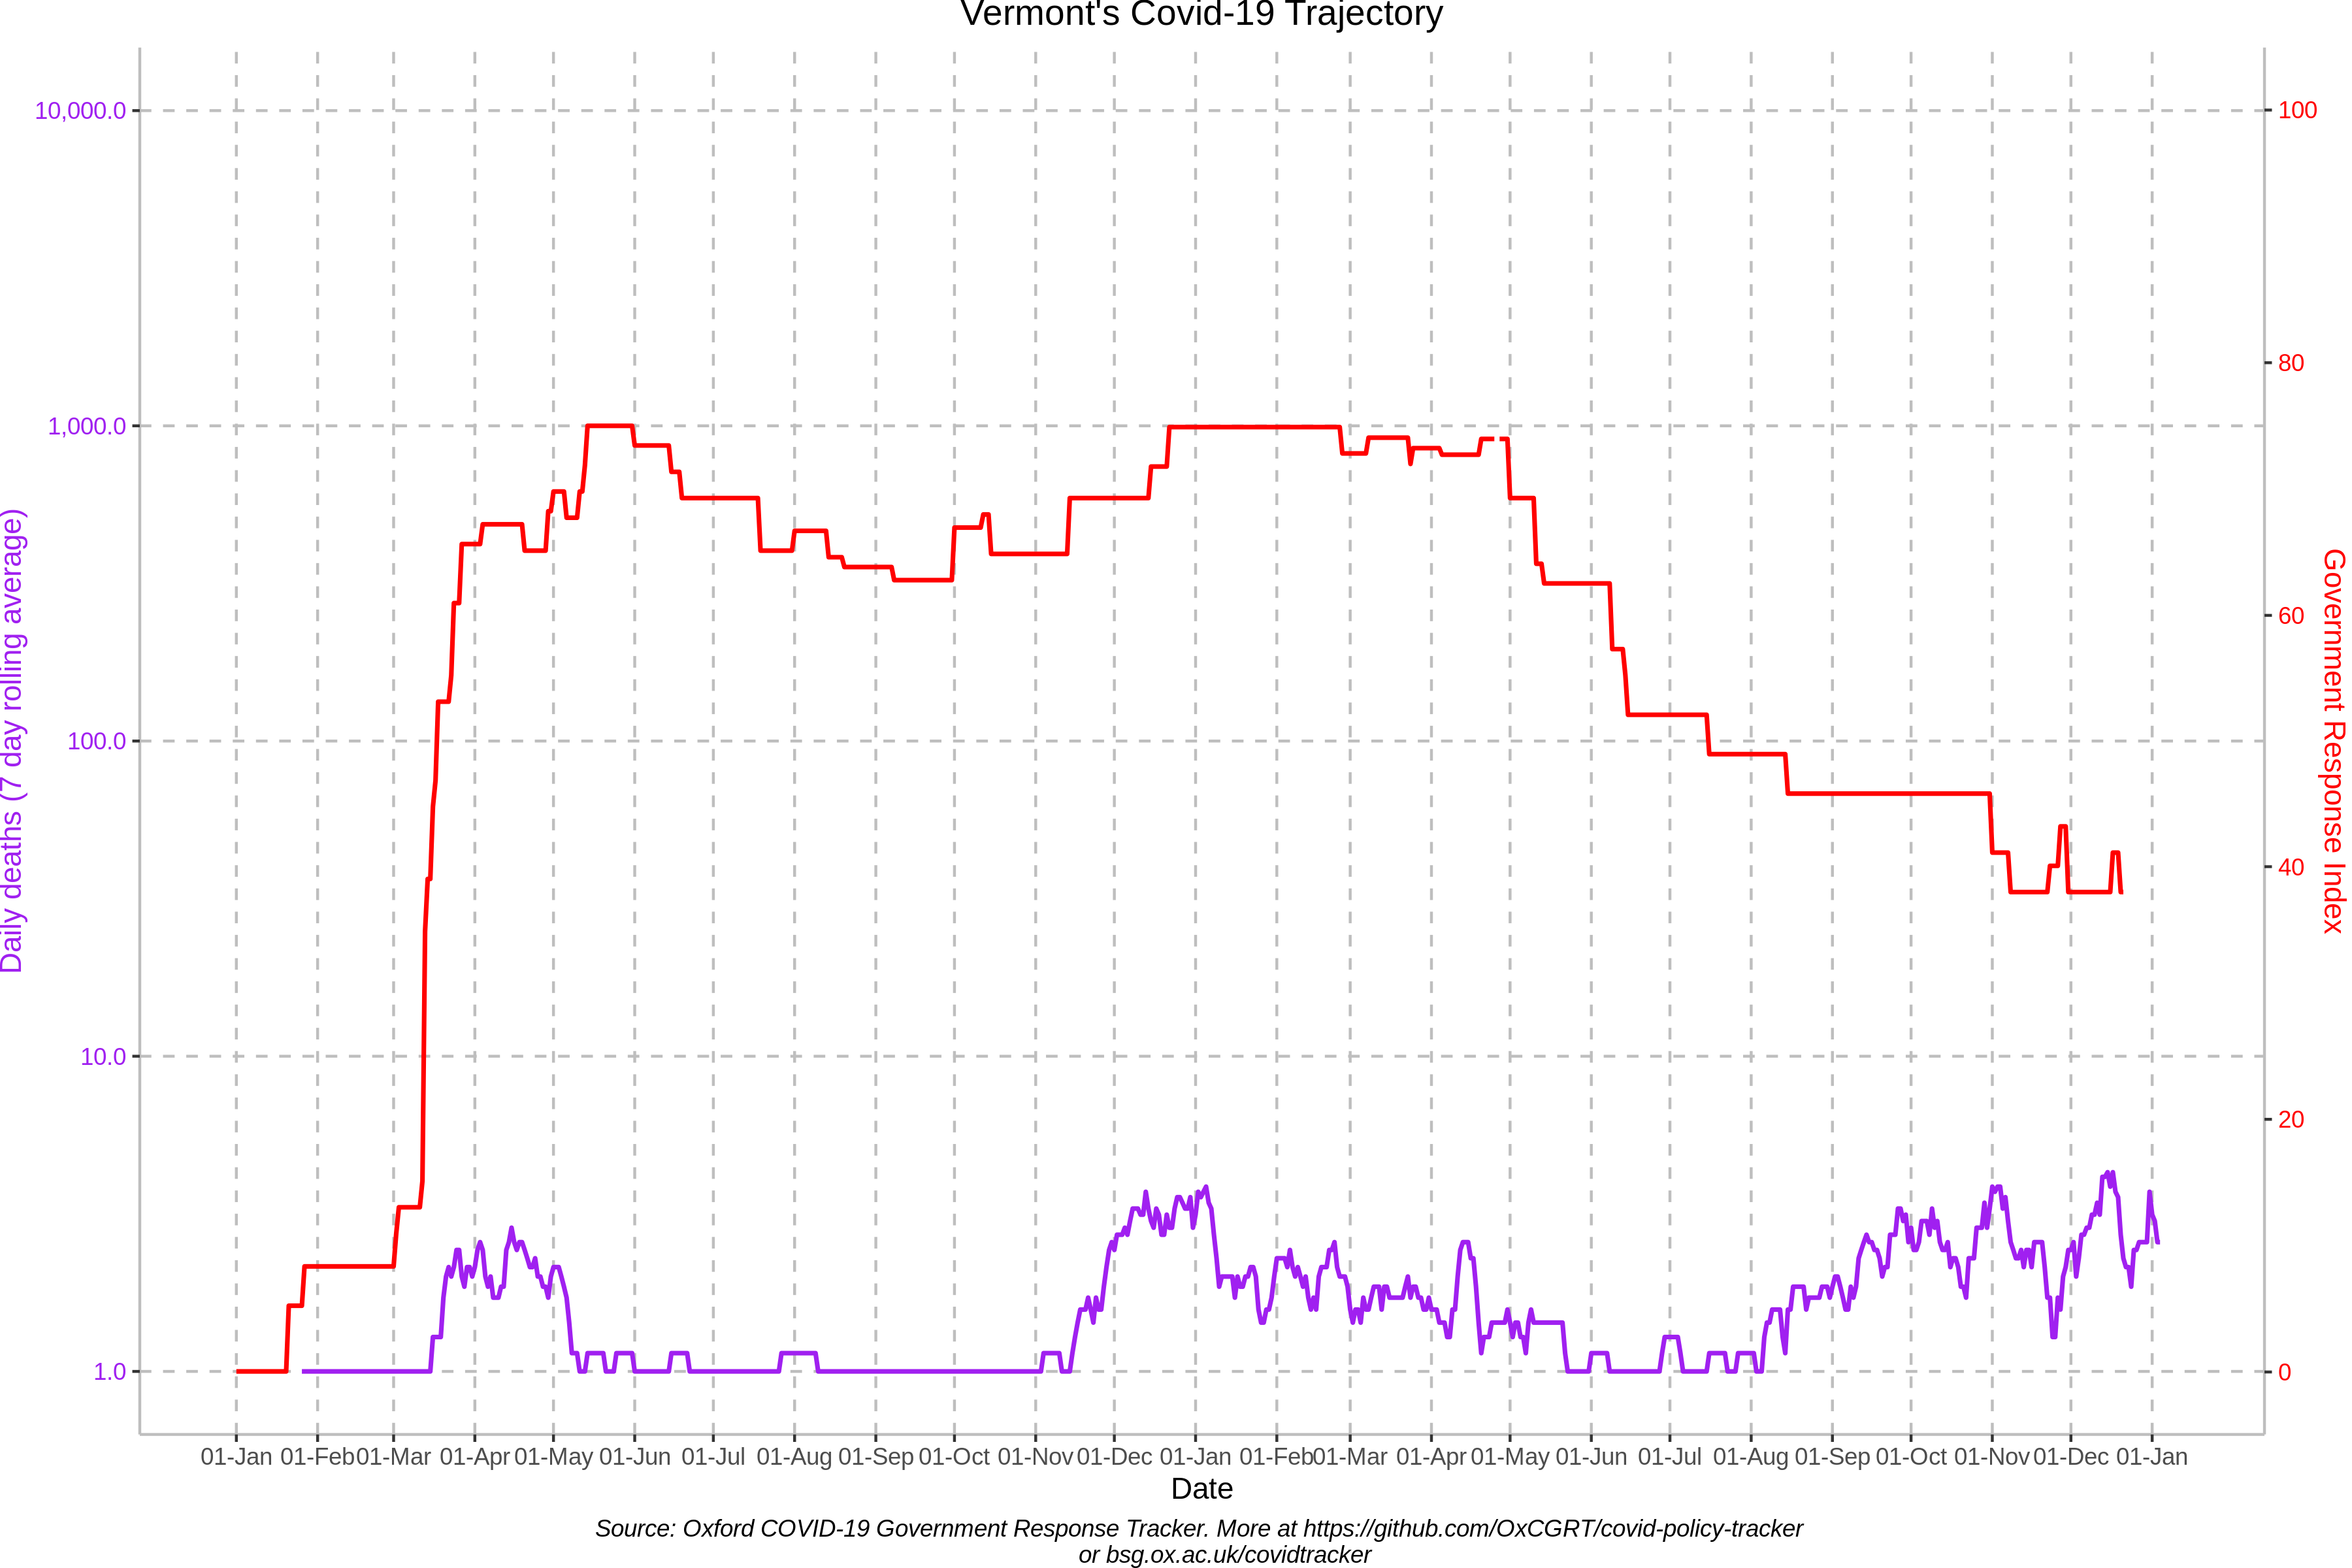 Vermont's Covid-19 Trajectory
10,000.0
1,000.0
100.0
10.0
1.0
Daily deaths (7 day rolling average)
100
80
60
40
20
0
Government Response Index
01-Jan 01-Feb 01-Mar 01-Apr 01-May 01-Jun 01-Jul 01-Aug 01-Sep 01-Oct 01-Nov 01-Dec 01-Jan 01-Feb 01-Mar 01-Apr 01-May 01-Jun 01-Jul 01-Aug 01-Sep 01-Oct 01-Nov 01-Dec 01-Jan
Date
Source: Oxford COVID-19 Government Response Tracker. More at https://github.com/OxCGRT/covid-policy-tracker
or bsg.ox.ac.uk/covidtracker